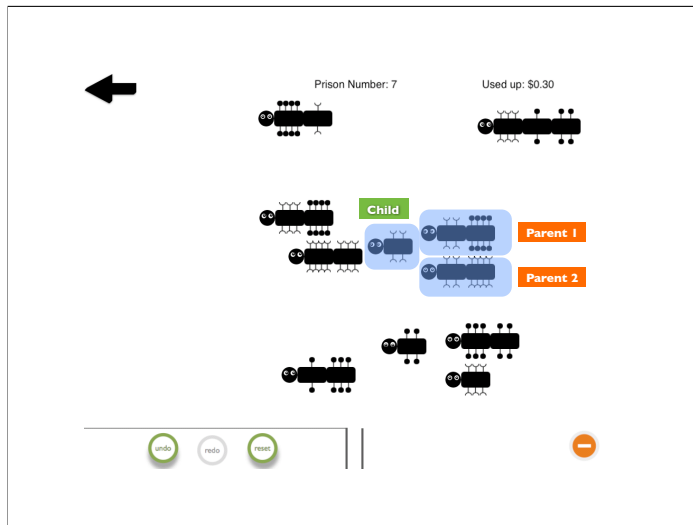 Prison Number: 7
Used up: $0.30
Child
Parent 1
Parent 2
undo
redo
reset